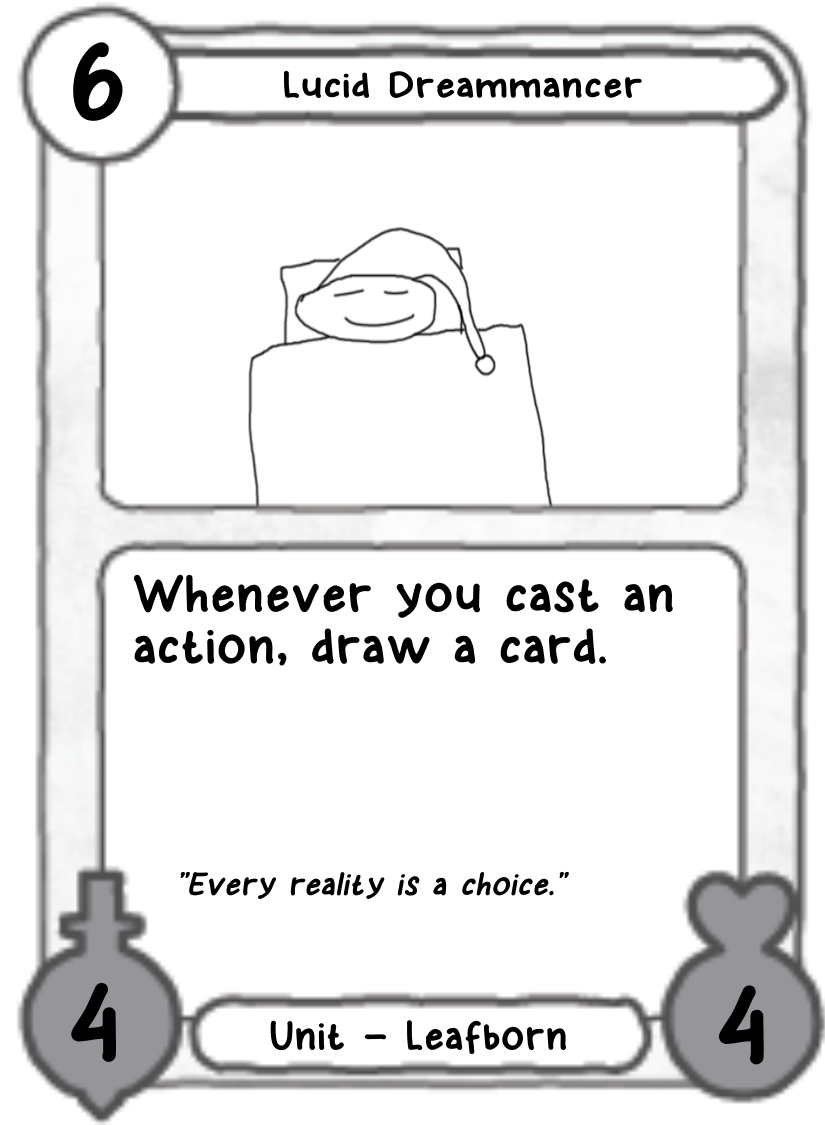 6
Lucid Dreammancer
Whenever you cast an
action, draw a card.
"Every reality is a choice."
4
Unit - Leafborn
4